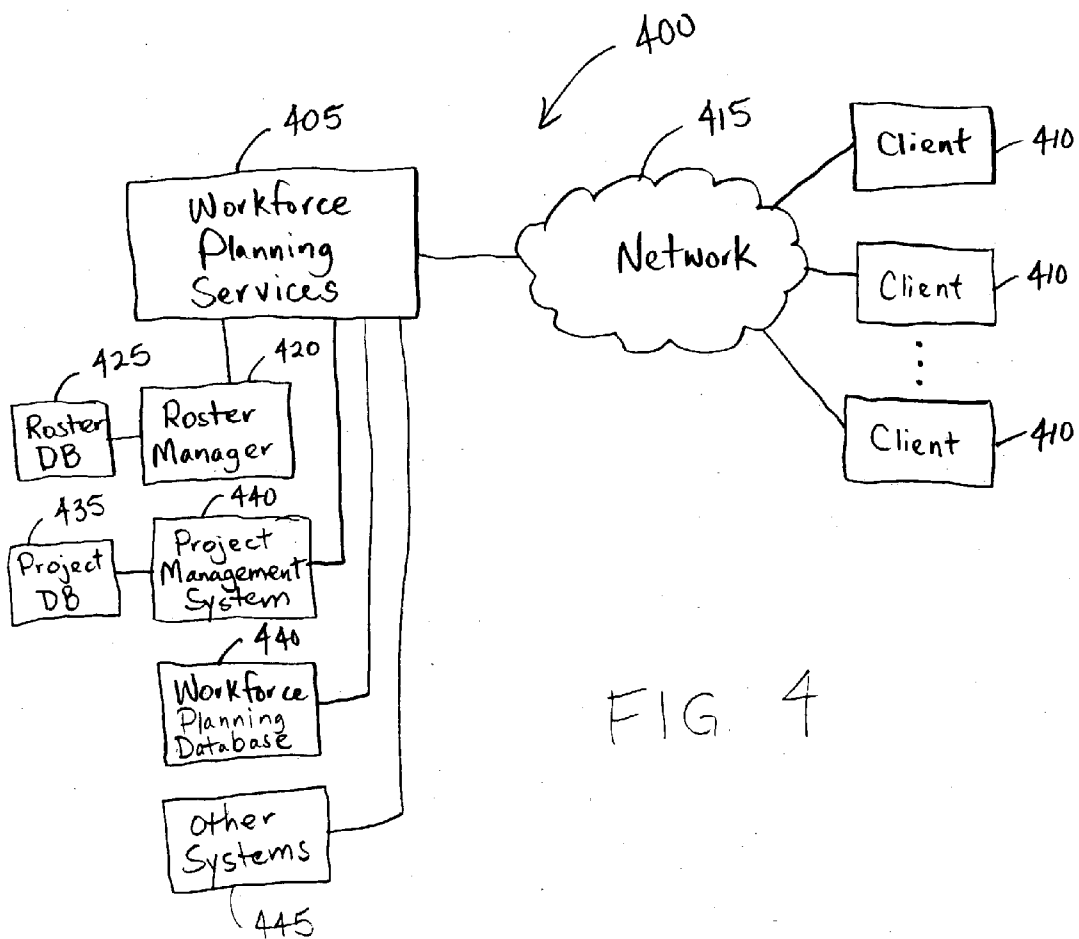 400
405
415
Workforce
Planning
Services
Network
Client
410
Client
410
Client
410
425
420
Roster
DB
Roster
Manager
435
440
Project
DB
Project
Management
System
440
Workforce
Planning
Database
Other
Systems
445
FIG. 4